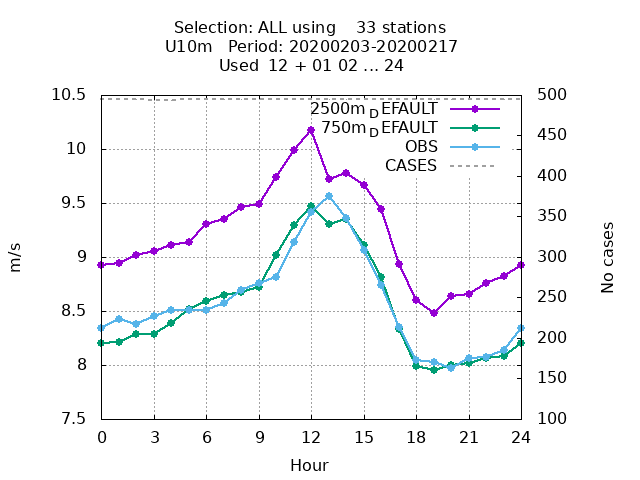 Selection: ALL using    33 stations
U10m   Period: 20200203-20200217
Used  12 + 01 02 ... 24
10.5
10
9.5
9
8.5
8
7.5
m/s
2500m_DEFAULT
750m_DEFAULT
OBS
CASES
500
450
400
350
300
250
200
150
100
No cases
0 3 6 9 12 15 18 21 24
Hour